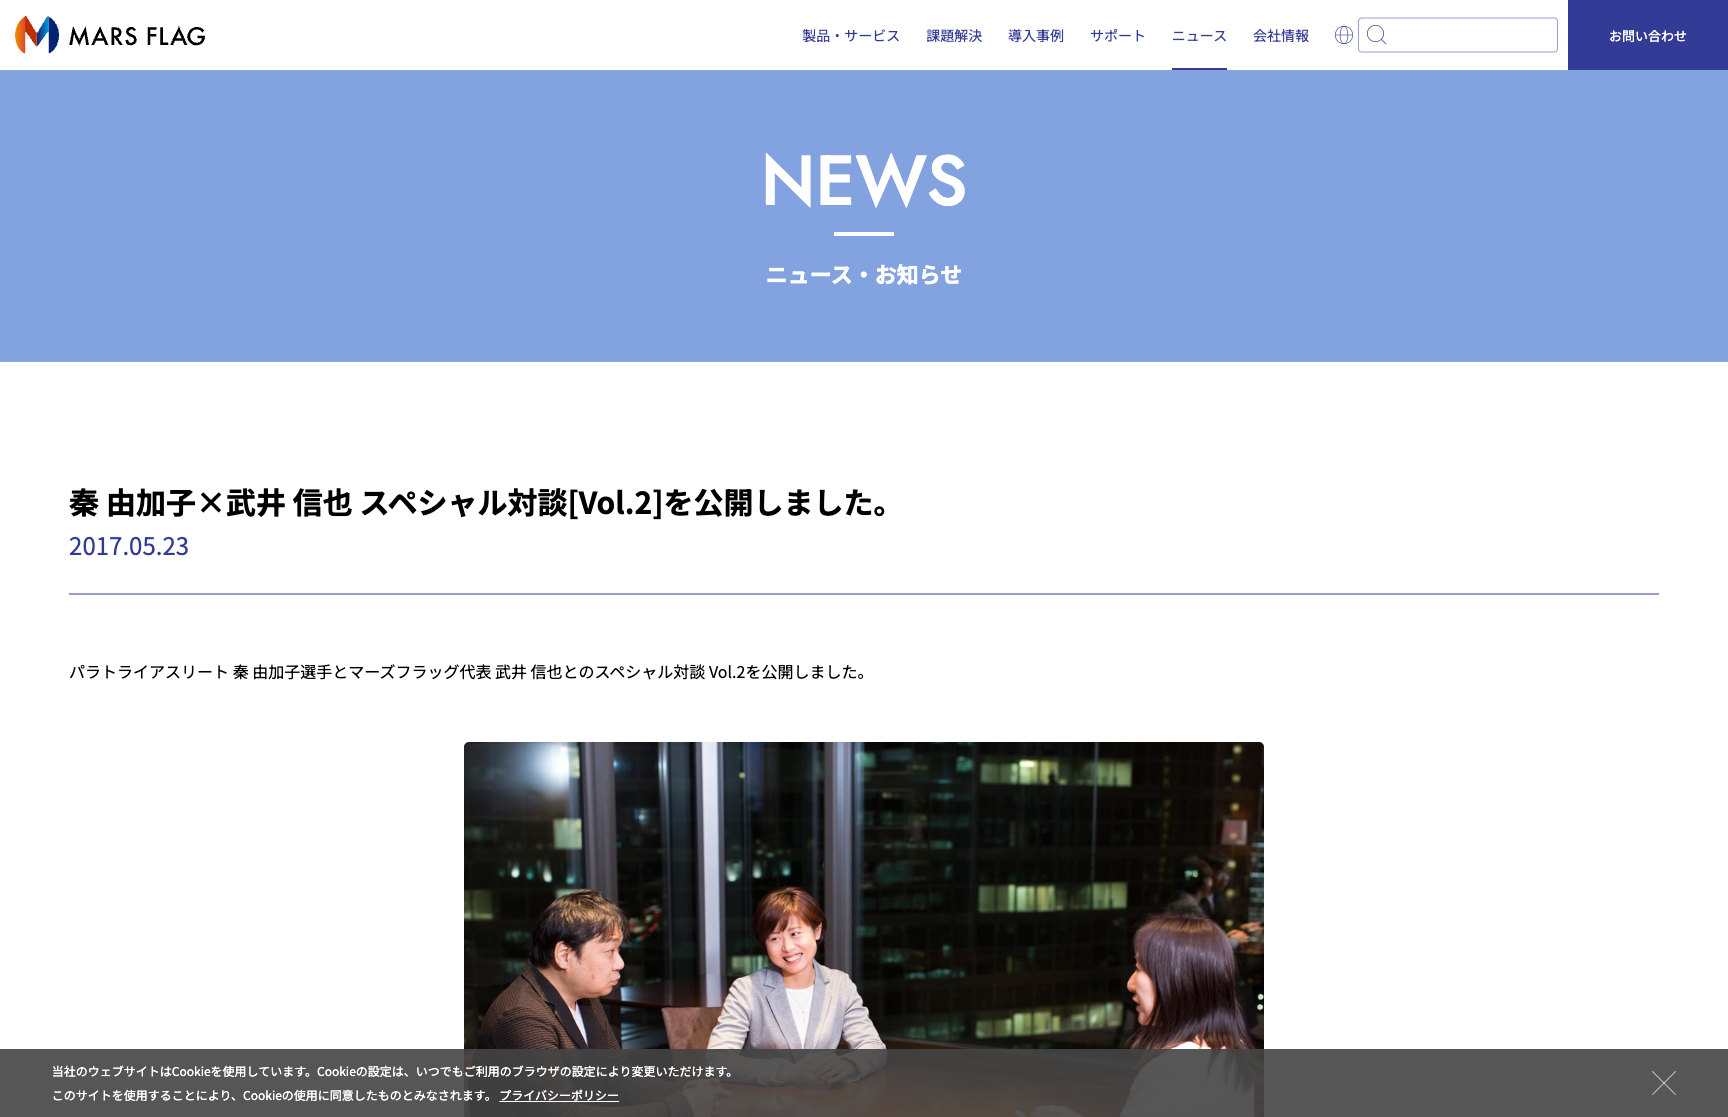 MARS FLAG
製品・サービス
課題解決
導入事例
サポート
ニュース
会社情報
お問い合わせ
NEWS
ニュース・お知らせ
秦 由加子×武井 信也 スペシャル対談[Vol.2]を公開しました。
2017.05.23
パラトライアスリート 秦 由加子選手とマーズフラッグ代表 武井 信也とのスペシャル対談 Vol.2を公開しました。
当社のウェブサイトはCookieを使用しています。Cookieの設定は、いつでもご利用のブラウザの設定により変更いただけます。
このサイトを使用することにより、Cookieの使用に同意したものとみなされます。 プライバシーポリシー